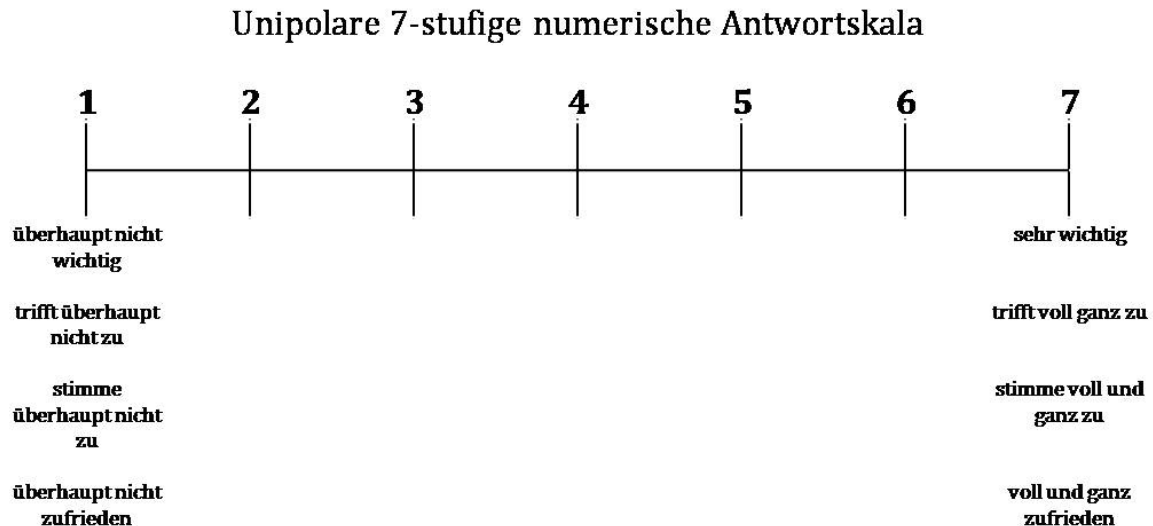 Unipolare 7-stufige numerische Antwortskala
1 2 3 4 5 6 7
überhaupt nicht
wichtig
sehr wichtig
trifft überhaupt
nicht zu
trifft voll ganz zu
stimme
überhaupt nicht
zu
stimme voll und
ganz zu
überhaupt nicht
zufrieden
voll und ganz
zufrieden